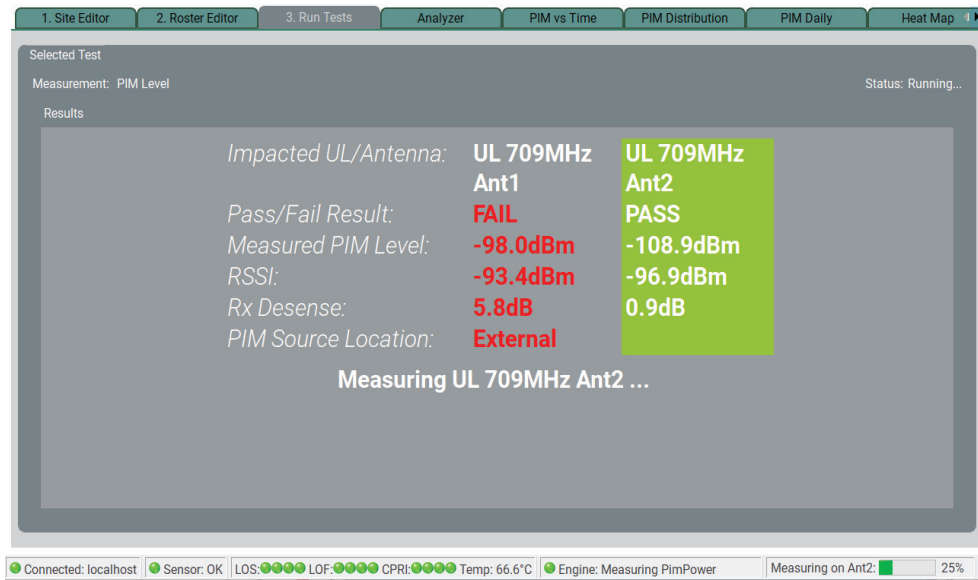 1. Site Editor 2. Roster Editor 3. Run Tests Analyzer PIM vs Time PIM Distribution PIM Daily Heat Map
Selected Test
Measurement: PIM Level Status: Running...
Results
Impacted UL/Antenna: UL 709MHz UL 709MHz
Ant1 Ant2
Pass/Fail Result: FAIL PASS
Measured PIM Level: -98.0dBm -108.9dBm
RSSI: -93.4dBm -96.9dBm
Rx Desense: 5.8dB 0.9dB
PIM Source Location: External
Measuring UL 709MHz Ant2 ...
Connected: localhost Sensor: OK LOS: LOF: CPRI: Temp: 66.6°C Engine: Measuring PimPower Measuring on Ant2: 25%